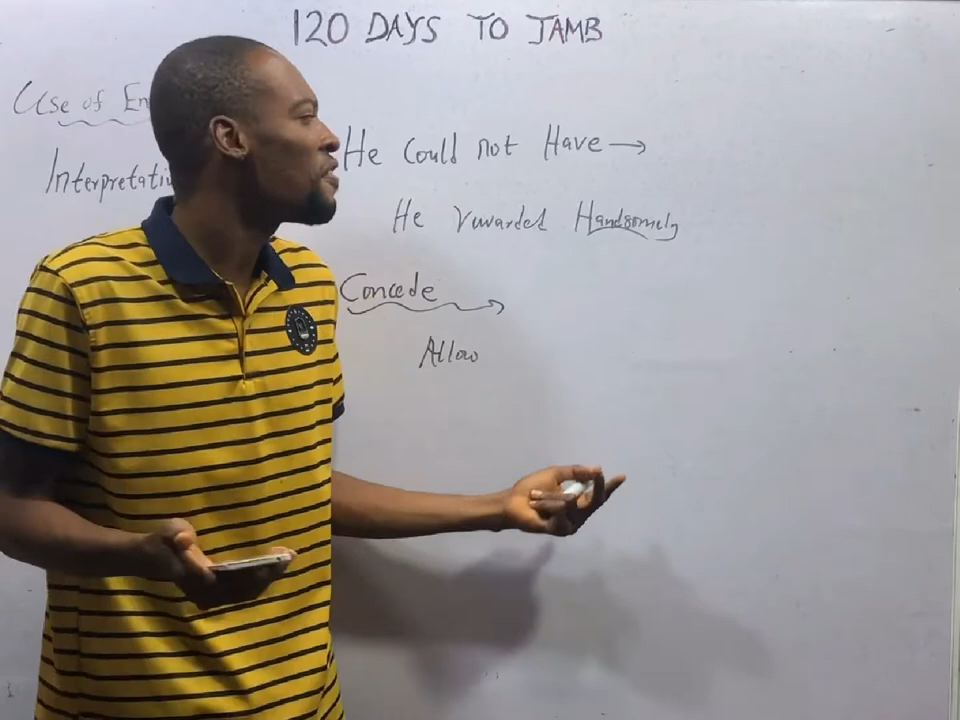 120 DAYS TO JAMB
Use of En
Interpretati
He Could not Have →
He rewarded Handsomely
Concede
Allow